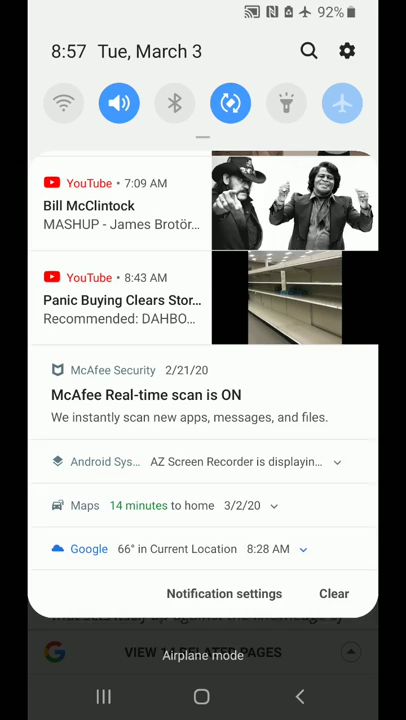 92%
8:57 Tue, March 3
YouTube • 7:09 AM
Bill McClintock
MASHUP - James Brotör...
YouTube • 8:43 AM
Panic Buying Clears Stor...
Recommended: DAHBO...
McAfee Security 2/21/20
McAfee Real-time scan is ON
We instantly scan new apps, messages, and files.
Android Sys... AZ Screen Recorder is displayin...
Maps 14 minutes to home 3/2/20
Google 66° in Current Location 8:28 AM
Notification settings Clear
VIEW 14 RELATED PAGES
Airplane mode